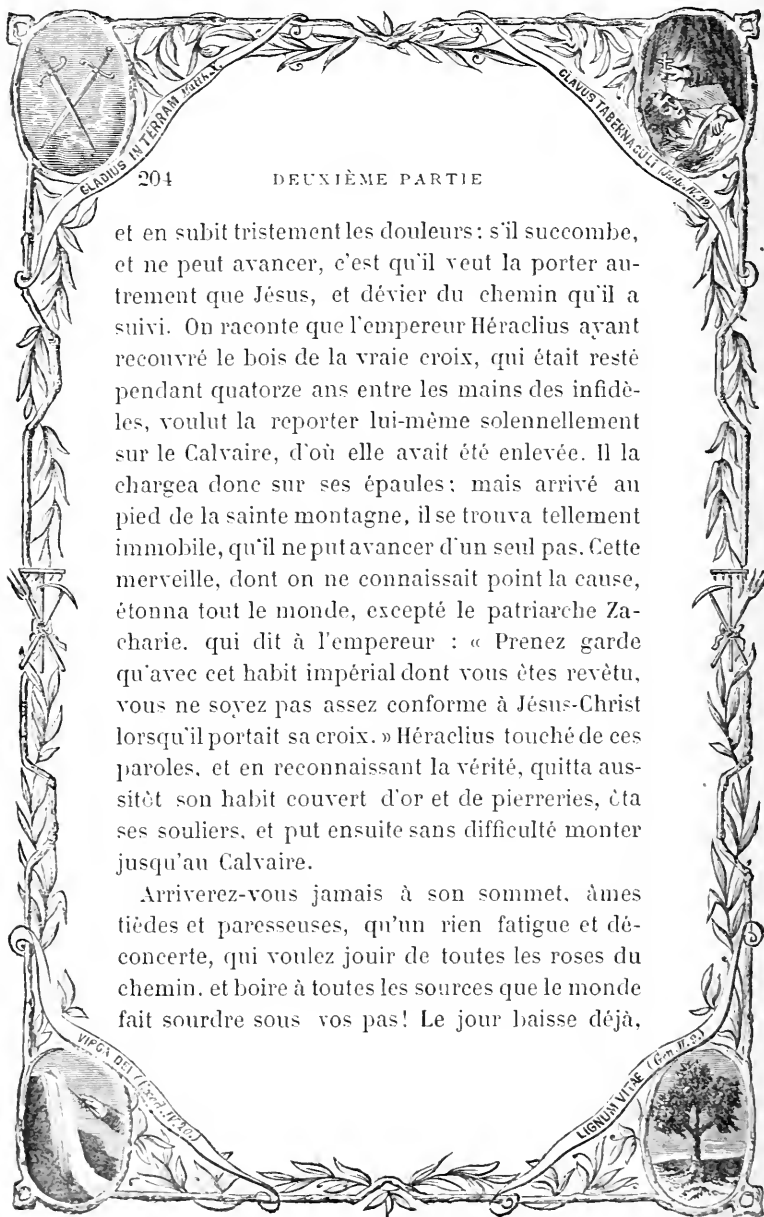 GLADIUS IN TERRAM Matth. X.
CLAVUS TABERNACULI (Jud. IV. 19)
204 DEUXIÈME PARTIE
et en subit tristement les douleurs : s'il succombe,
et ne peut avancer, c'est qu'il veut la porter au-
trement que Jésus, et dévier du chemin qu'il a
suivi. On raconte que l'empereur Héraclius ayant
recouvré le bois de la vraie croix, qui était resté
pendant quatorze ans entre les mains des infidè-
les, voulut la reporter lui-même solennellement
sur le Calvaire, d'où elle avait été enlevée. Il la
chargea donc sur ses épaules ; mais arrivé au
pied de la sainte montagne, il se trouva tellement
immobile, qu'il ne put avancer d'un seul pas. Cette
merveille, dont on ne connaissait point la cause,
étonna tout le monde, excepté le patriarche Za-
charie. qui dit à l'empereur : « Prenez garde
qu'avec cet habit impérial dont vous êtes revêtu,
vous ne soyez pas assez conforme à Jésus-Christ
lorsqu'il portait sa croix. » Héraclius touché de ces
paroles, et en reconnaissant la vérité, quitta aus-
sitôt son habit couvert d'or et de pierreries, ôta
ses souliers, et put ensuite sans difficulté monter
jusqu'au Calvaire.
Arriverez-vous jamais à son sommet, âmes
tièdes et paresseuses, qu'un rien fatigue et dé-
concerte, qui voulez jouir de toutes les roses du
chemin, et boire à toutes les sources que le monde
fait sourdre sous vos pas! Le jour baisse déjà,
VIRGA DEI (Exod. IV. 20.)
LIGNUM VITAE (Gen. II. 9.)